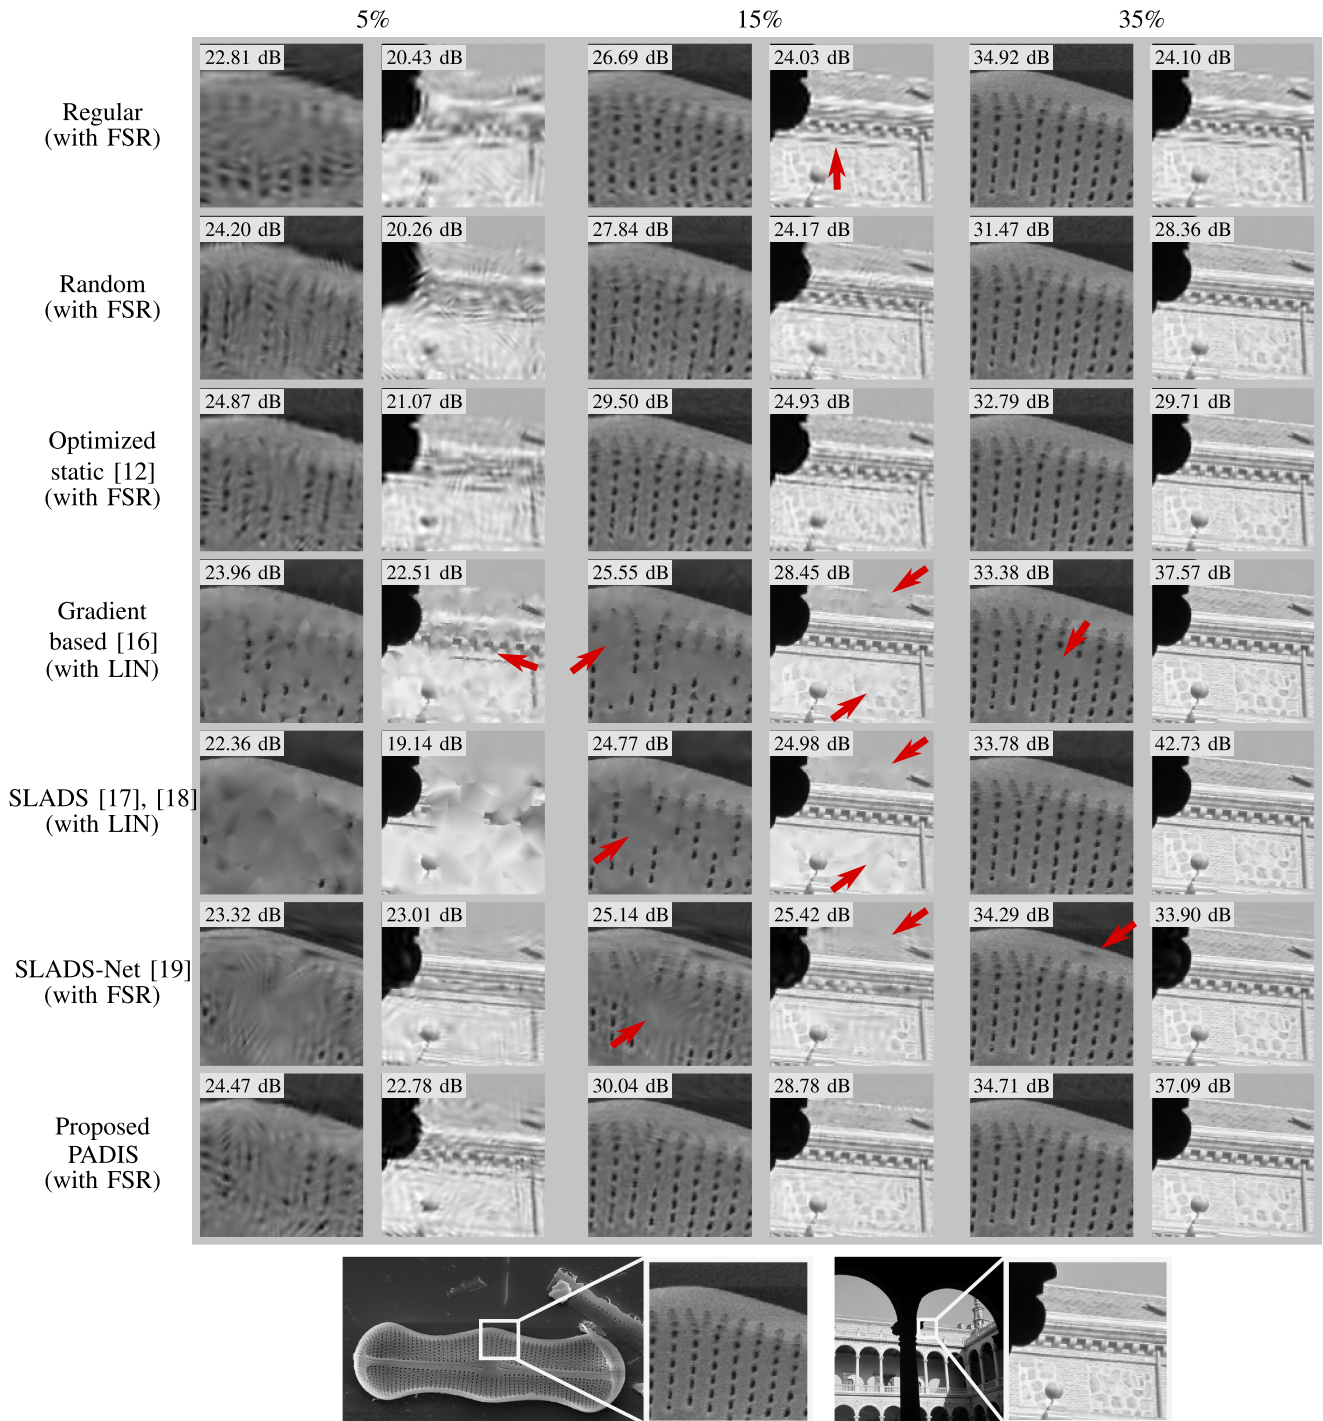 5% 15% 35%
22.81 dB 20.43 dB 26.69 dB 24.03 dB 34.92 dB 24.10 dB
Regular
(with FSR)
24.20 dB 20.26 dB 27.84 dB 24.17 dB 31.47 dB 28.36 dB
Random
(with FSR)
24.87 dB 21.07 dB 29.50 dB 24.93 dB 32.79 dB 29.71 dB
Optimized
static [12]
(with FSR)
23.96 dB 22.51 dB 25.55 dB 28.45 dB 33.38 dB 37.57 dB
Gradient
based [16]
(with LIN)
22.36 dB 19.14 dB 24.77 dB 24.98 dB 33.78 dB 42.73 dB
SLADS [17], [18]
(with LIN)
23.32 dB 23.01 dB 25.14 dB 25.42 dB 34.29 dB 33.90 dB
SLADS-Net [19]
(with FSR)
24.47 dB 22.78 dB 30.04 dB 28.78 dB 34.71 dB 37.09 dB
Proposed
PADIS
(with FSR)